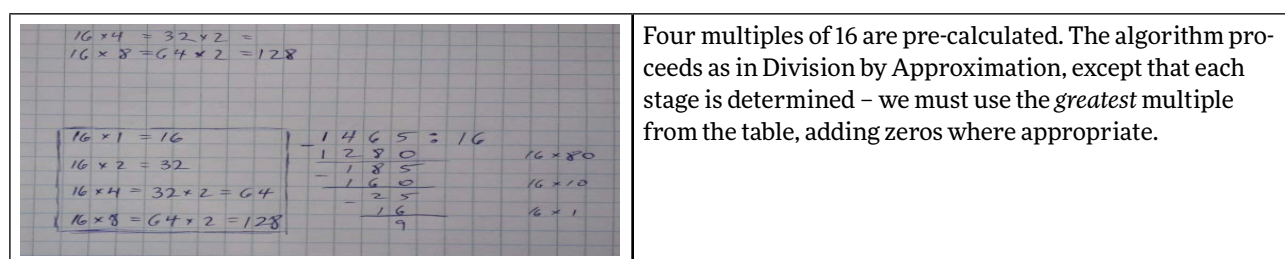 16 × 4 = 32 × 2 =
16 × 8 = 64 × 2 = 128
16 × 1 = 16
16 × 2 = 32
16 × 4 = 32 × 2 = 64
16 × 8 = 64 × 2 = 128
- 1465 : 16
1280 16 × 80
- 185
160 16 × 10
- 25
16 16 × 1
9
Four multiples of 16 are pre-calculated. The algorithm pro-
ceeds as in Division by Approximation, except that each
stage is determined – we must use the greatest multiple
from the table, adding zeros where appropriate.